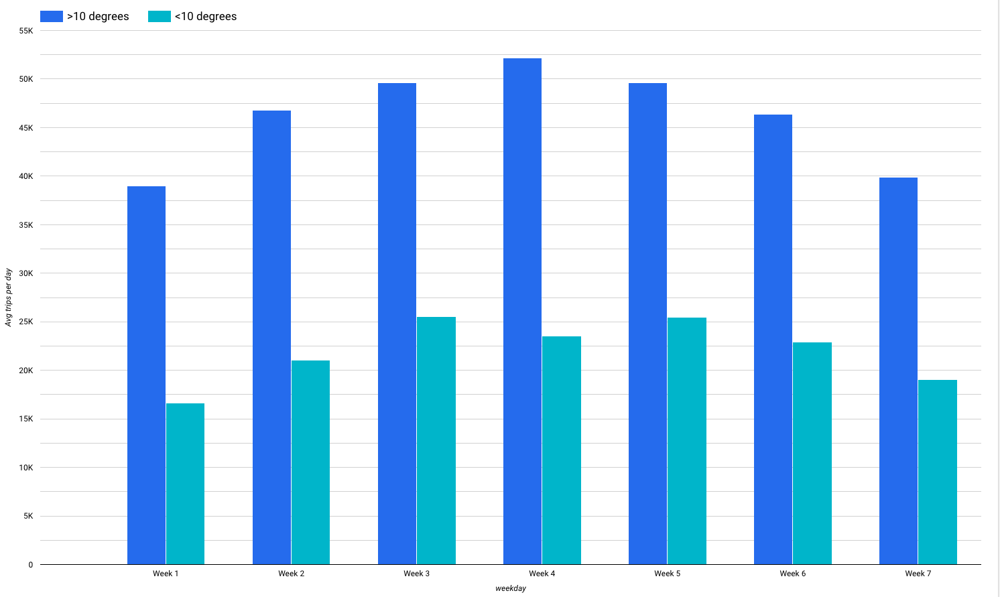 >10 degrees <10 degrees
55K
50K
45K
40K
35K
30K
25K
20K
15K
10K
5K
0
Avg trips per day
Week 1 Week 2 Week 3 Week 4 Week 5 Week 6 Week 7
weekday